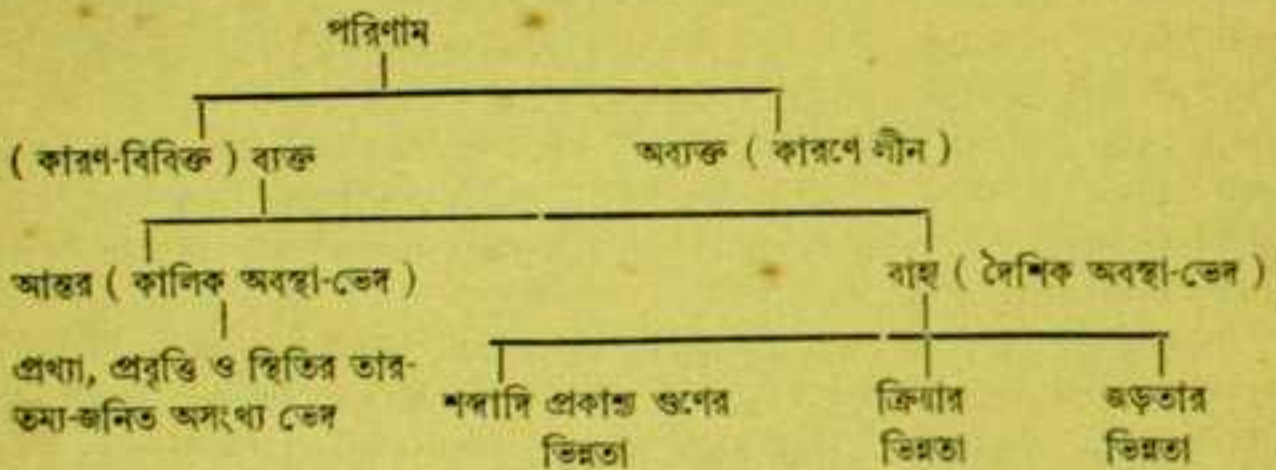 পরিণাম
( কারণ-বিবিক্ত ) ব্যক্ত অব্যক্ত ( কারণে লীন )
আন্তর ( কালিক অবস্থা-ভেদ ) বাহ্য ( দৈশিক অবস্থা-ভেদ )
প্রখ্যা, প্রবৃত্তি ও স্থিতির তার-
তম্য-জনিত অসংখ্য ভেদ
শব্দাদি প্রকাশ্য গুণের ক্রিয়ার জড়তার
ভিন্নতা ভিন্নতা ভিন্নতা